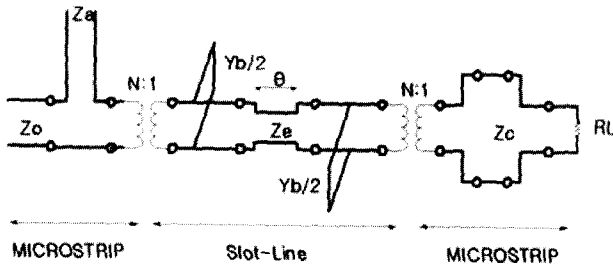 Za
N:1
Yb/2
θ
N:1
Zo
Ze
Zc
RL
Yb/2
MICROSTRIP
Slot-Line
MICROSTRIP